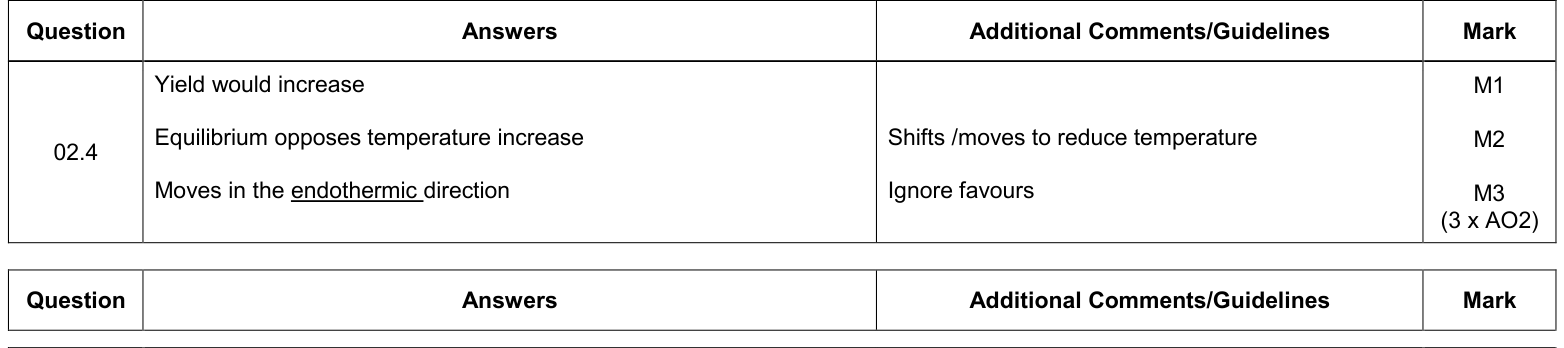 Question Answers Additional Comments/Guidelines Mark
02.4
Yield would increase M1
Equilibrium opposes temperature increase Shifts /moves to reduce temperature M2
Moves in the endothermic direction Ignore favours M3
(3 x AO2)
Question Answers Additional Comments/Guidelines Mark